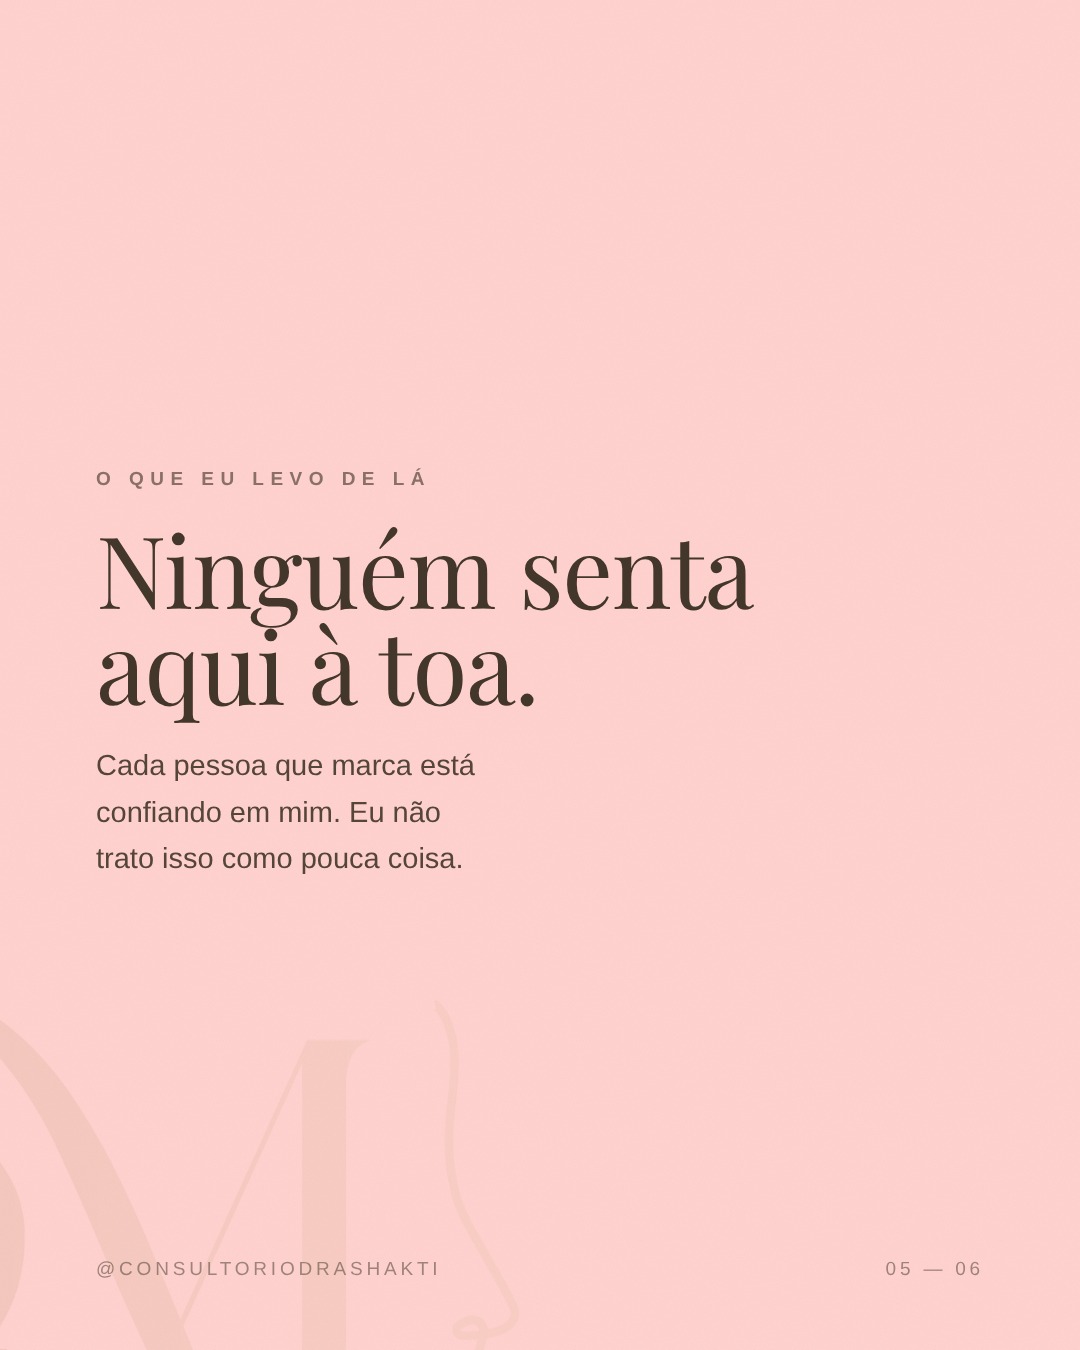 O QUE EU LEVO DE LÁ
Ninguém senta
aqui à toa.
Cada pessoa que marca está
confiando em mim. Eu não
trato isso como pouca coisa.
M
@CONSULTORIODRASHAKTI
05 — 06